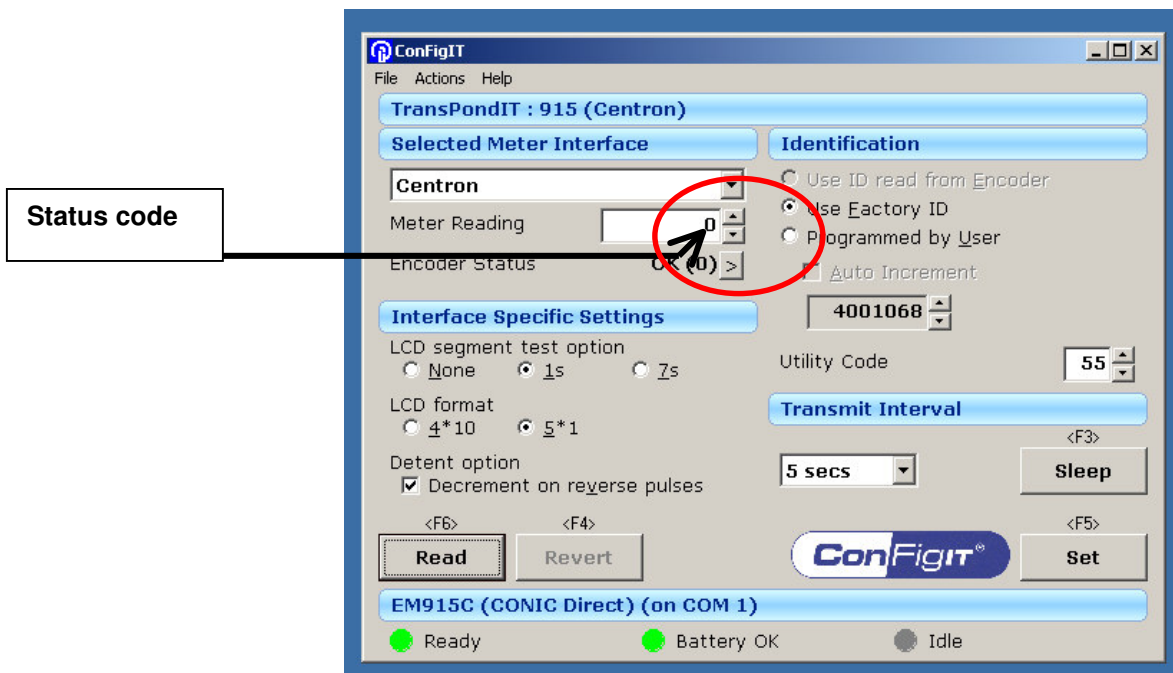 ConFigIT
File Actions Help
TransPondIT : 915 (Centron)
Selected Meter Interface
Identification
Centron
Use ID read from Encoder
Status code
Meter Reading
0
Use Factory ID
Programmed by User
Encoder Status
OK (0) >
Auto Increment
4001068
Interface Specific Settings
LCD segment test option
None 1s 7s
Utility Code
55
LCD format
4*10 5*1
Transmit Interval
<F3>
Detent option
5 secs
Sleep
Decrement on reverse pulses
<F6> <F4>
<F5>
Read Revert
ConFigIT®
Set
EM915C (CONIC Direct) (on COM 1)
Ready Battery OK Idle